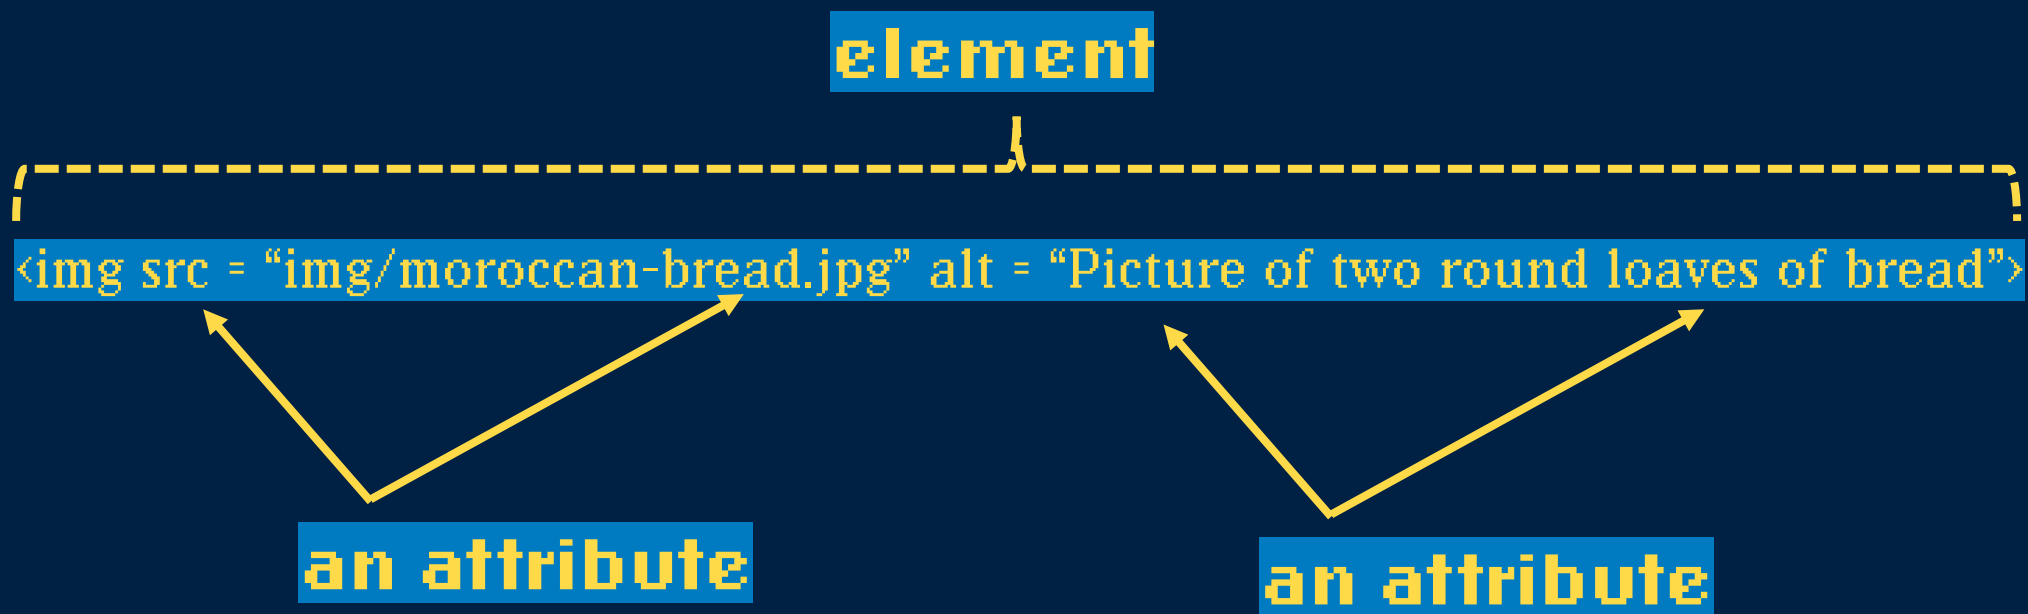 element
<img src = “img/moroccan-bread.jpg” alt = “Picture of two round loaves of bread”>
an attribute
an attribute